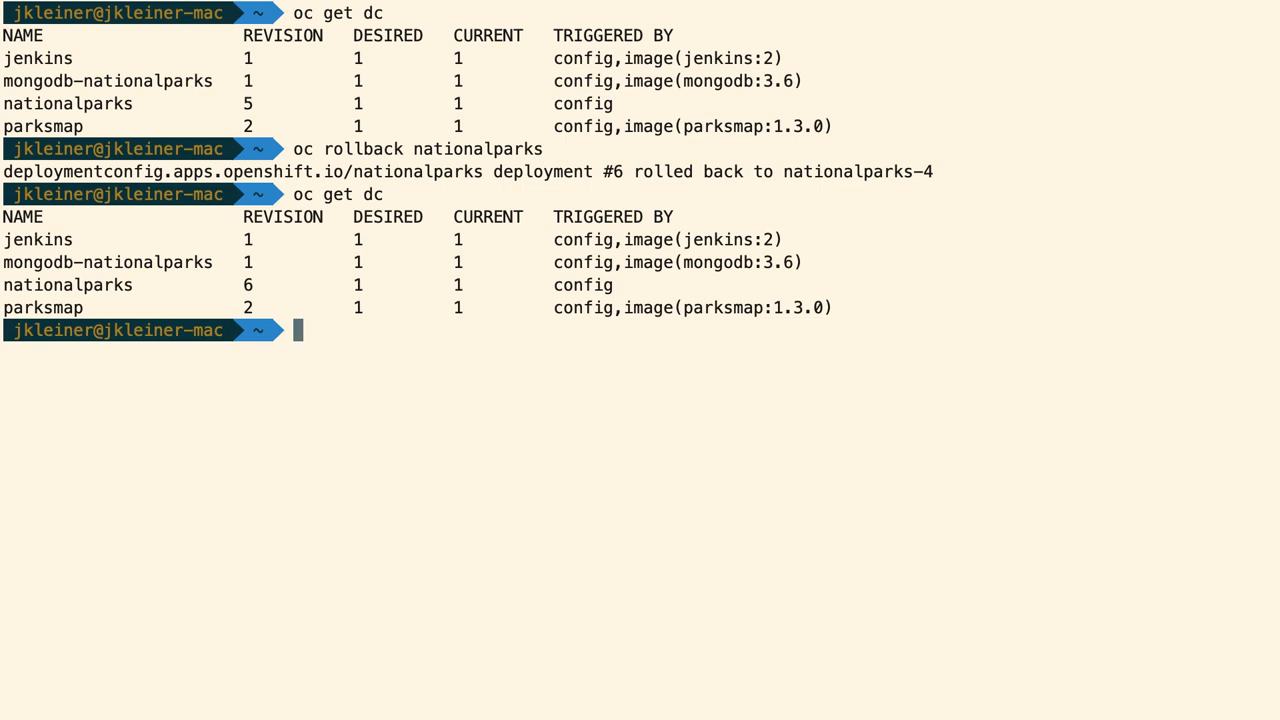 jkleiner@jkleiner-mac ~ oc get dc
NAME REVISION DESIRED CURRENT TRIGGERED BY
jenkins 1 1 1 config,image(jenkins:2)
mongodb-nationalparks 1 1 1 config,image(mongodb:3.6)
nationalparks 5 1 1 config
parksmap 2 1 1 config,image(parksmap:1.3.0)
jkleiner@jkleiner-mac ~ oc rollback nationalparks
deploymentconfig.apps.openshift.io/nationalparks deployment #6 rolled back to nationalparks-4
jkleiner@jkleiner-mac ~ oc get dc
NAME REVISION DESIRED CURRENT TRIGGERED BY
jenkins 1 1 1 config,image(jenkins:2)
mongodb-nationalparks 1 1 1 config,image(mongodb:3.6)
nationalparks 6 1 1 config
parksmap 2 1 1 config,image(parksmap:1.3.0)
jkleiner@jkleiner-mac ~